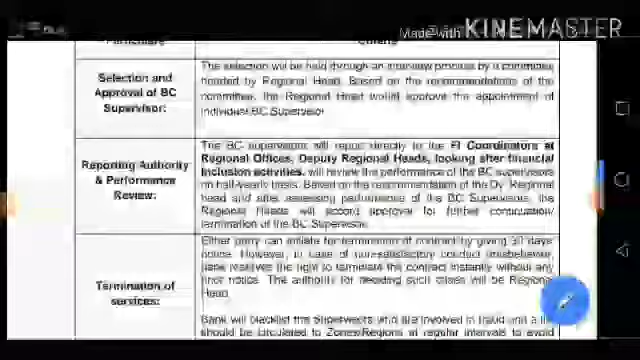 Made with KINEMASTER
Particulars
Criteria
Selection and
Approval of BC
Supervisor:
The selection will be held through an interview process by a committee
headed by Regional Head. Based on the recommendations of the
committee, the Regional Head would approve the appointment of
individual BC Supervisor
Reporting Authority
& Performance
Review:
The BC supervisors will report directly to the FI Coordinators at
Regional Offices, Deputy Regional Heads, looking after financial
inclusion activities, will review the performance of the BC supervisors
on half-yearly basis. Based on the recommendation of the Dy. Regional
head and after assessing performance of the BC Supervisors, the
Regional Heads will accord approval for further continuation/
termination of the BC Supervisor.
Termination of
services:
Either party can initiate for termination of contract by giving 30 days
notice. However, in case of non-satisfactory conduct /misbehavior,
bank reserves the right to terminate the contract instantly without any
prior notice. The authority for deciding such cases will be Regional
Head.
Bank will blacklist the Supervisors who are involved in fraud and a list
should be circulated to Zones/Regions at regular intervals to avoid